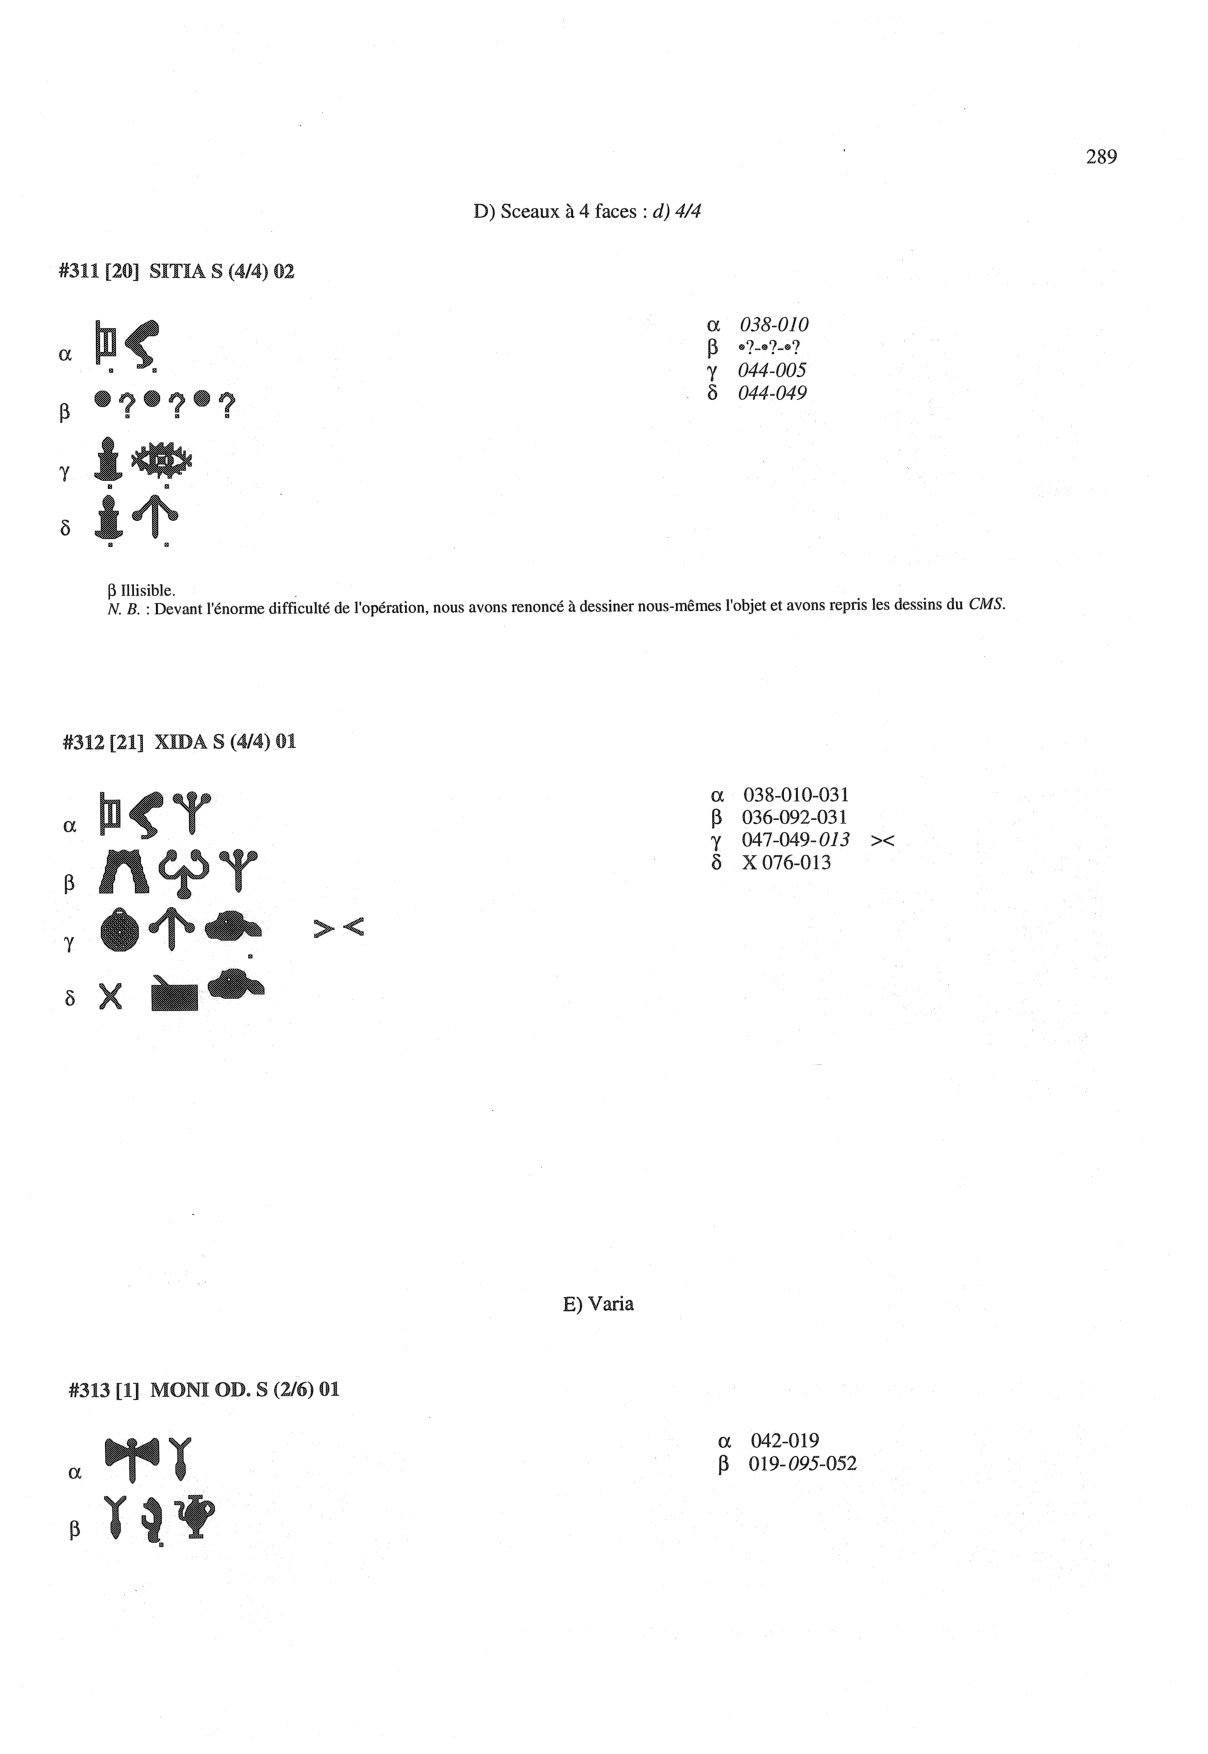 289
D) Sceaux à 4 faces : d) 4/4
#311 [20] SITIA S (4/4) 02
α
β ●?●?●?
γ
δ
α 038-010
β •?-•?-•?
γ 044-005
δ 044-049
β Illisible.
N. B. : Devant l'énorme difficulté de l'opération, nous avons renoncé à dessiner nous-mêmes l'objet et avons repris les dessins du CMS.
#312 [21] XIDA S (4/4) 01
α
β
γ > <
δ X
α 038-010-031
β 036-092-031
γ 047-049-013 ><
δ X 076-013
E) Varia
#313 [1] MONI OD. S (2/6) 01
α
β
α 042-019
β 019-095-052